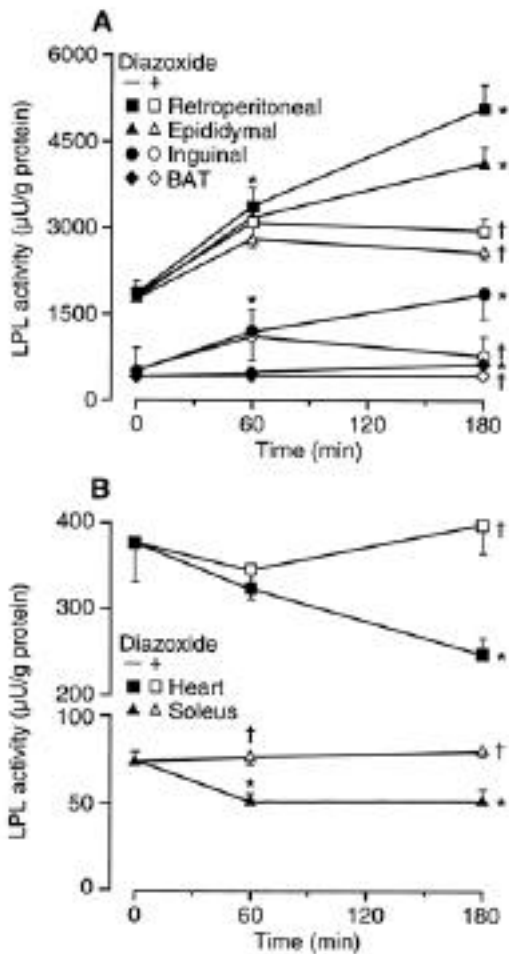 A
6000
Diazoxide
− +
■ □ Retroperitoneal
▲ △ Epididymal
● ○ Inguinal
◆ ◇ BAT
4500
3000
1500
0
LPL activity (µU/g protein)
*
*
*
*
†
†
*
‡
*
†
0 60 120 180
Time (min)
B
400
300
200
Diazoxide
− +
■ □ Heart
▲ △ Soleus
100
50
0
LPL activity (µU/g protein)
†
*
†
†
*
*
0 60 120 180
Time (min)